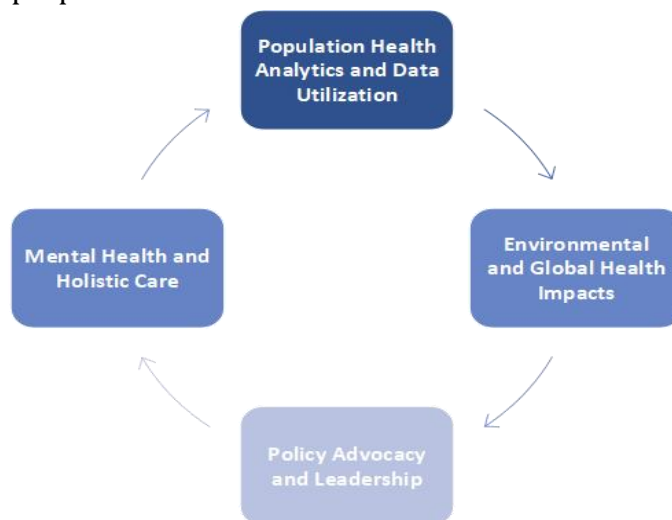 Population Health
Analytics and Data
Utilization
Mental Health and
Holistic Care
Environmental
and Global Health
Impacts
Policy Advocacy
and Leadership